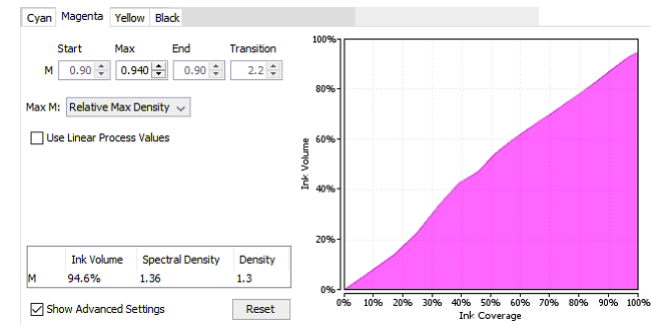 Cyan Magenta Yellow Black
Start Max End Transition
M 0.90 0.940 0.90 2.2
Max M: Relative Max Density
Use Linear Process Values
Ink Volume Spectral Density Density
M 94.6% 1.36 1.3
Show Advanced Settings Reset
100%
80%
60%
40%
20%
0%
Ink Volume
0% 10% 20% 30% 40% 50% 60% 70% 80% 90% 100%
Ink Coverage